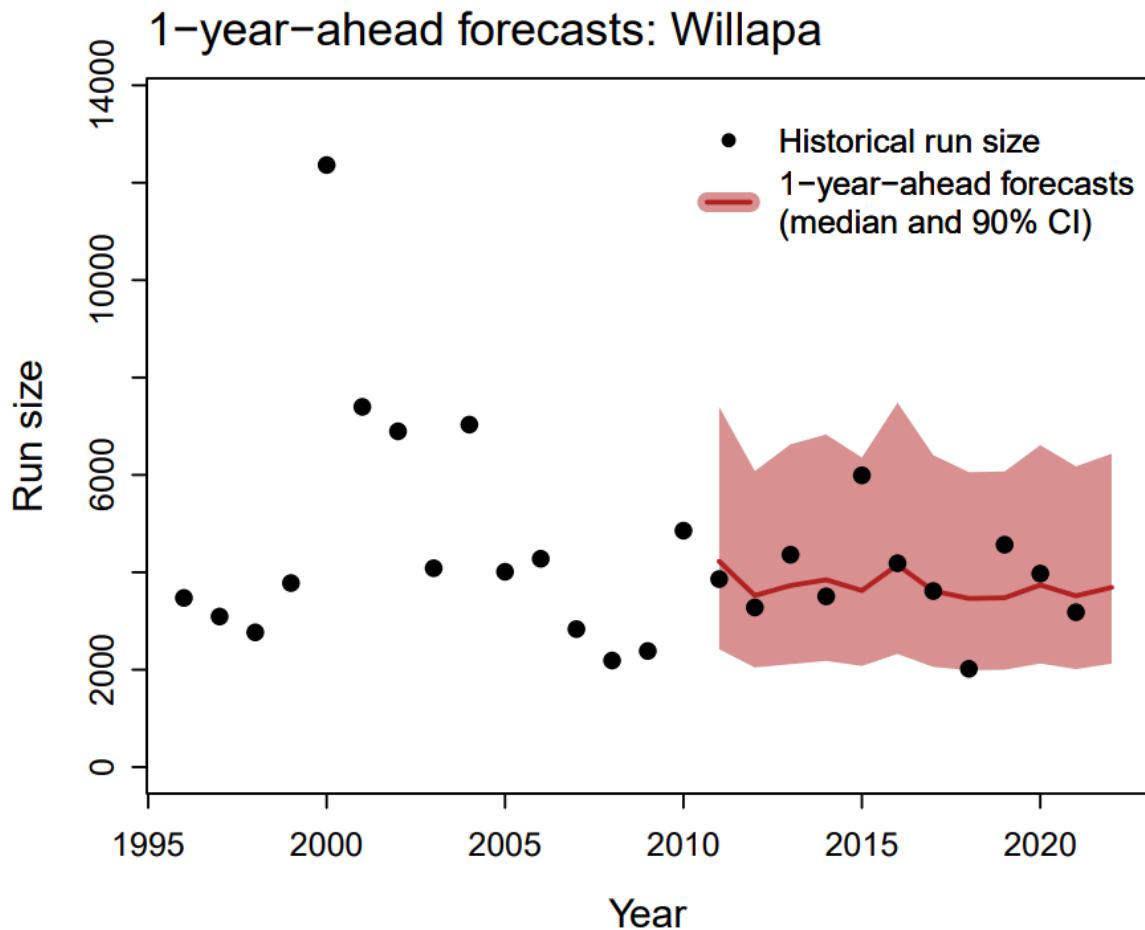 1−year−ahead forecasts: Willapa
14000
10000
6000
2000
0
Run size
Historical run size
1−year−ahead forecasts
(median and 90% CI)
1995 2000 2005 2010 2015 2020
Year